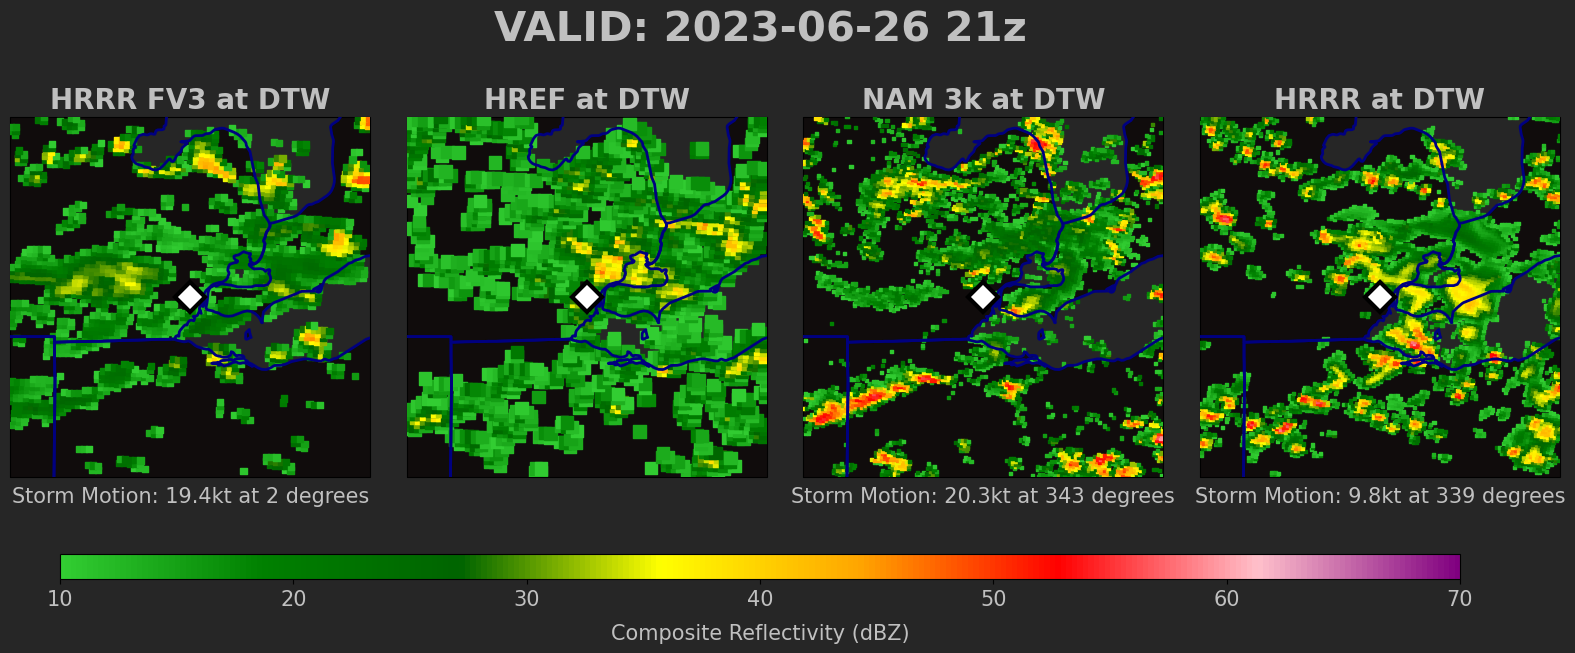 VALID: 2023-06-26 21z
HRRR FV3 at DTW
HREF at DTW
NAM 3k at DTW
HRRR at DTW
Storm Motion: 19.4kt at 2 degrees
Storm Motion: 20.3kt at 343 degrees
Storm Motion: 9.8kt at 339 degrees
10 20 30 40 50 60 70
Composite Reflectivity (dBZ)